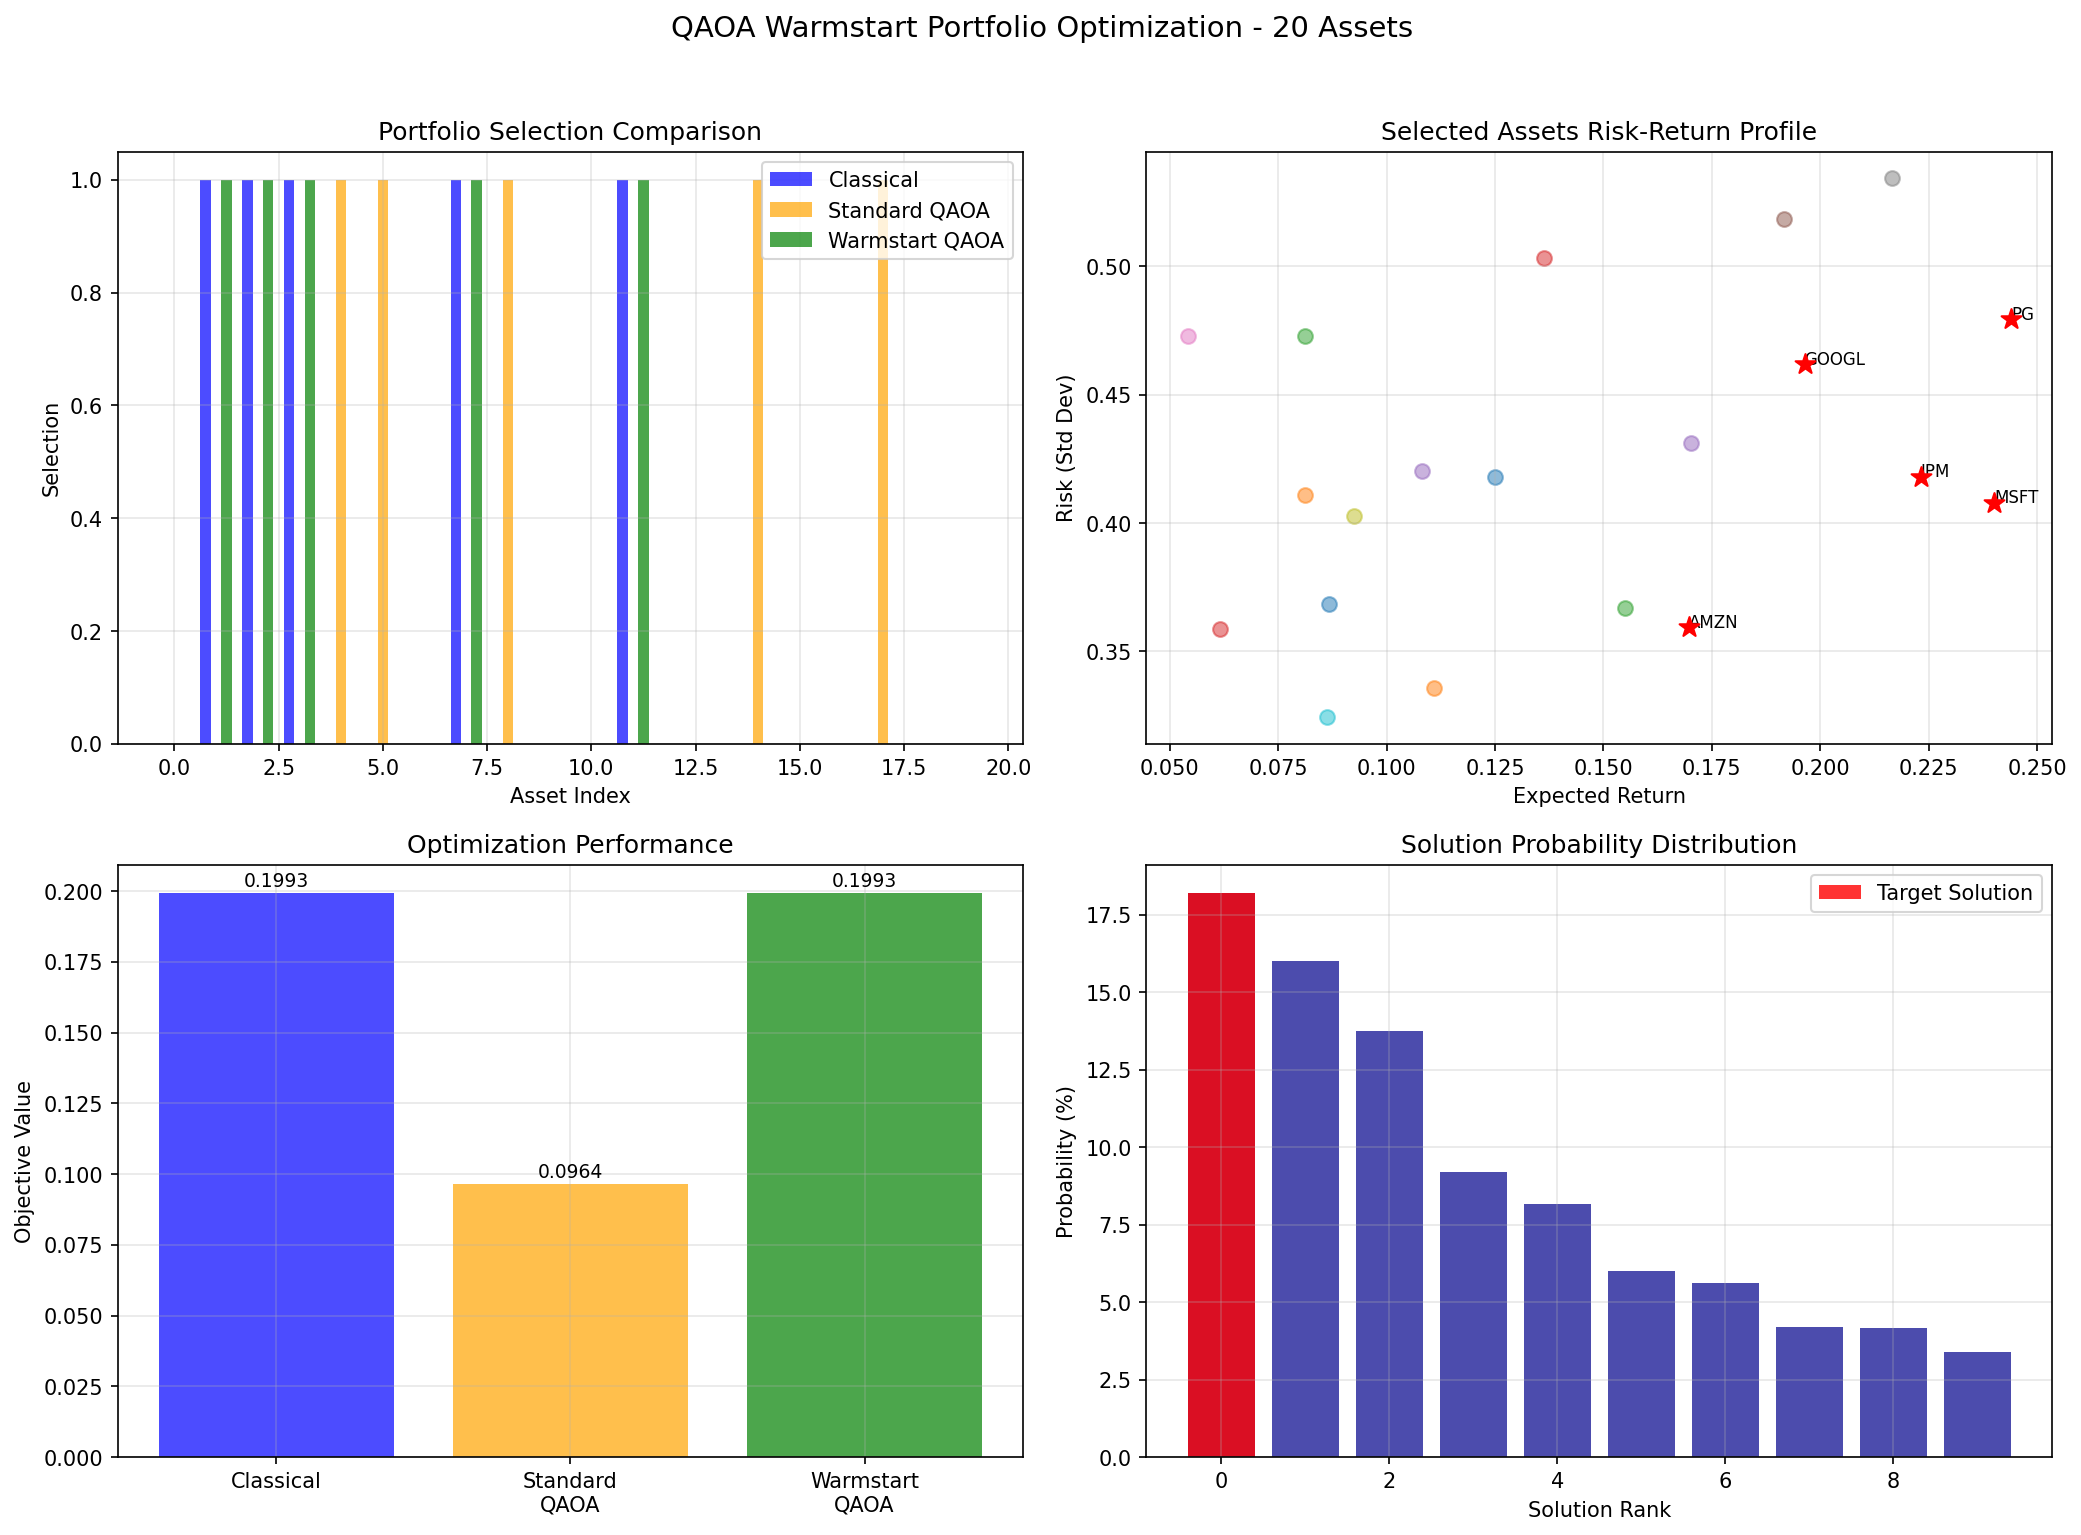 QAOA Warmstart Portfolio Optimization - 20 Assets
Portfolio Selection Comparison
1.0
0.8
0.6
0.4
0.2
0.0
Selection
Classical
Standard QAOA
Warmstart QAOA
0.0 2.5 5.0 7.5 10.0 12.5 15.0 17.5 20.0
Asset Index
Selected Assets Risk-Return Profile
0.50
0.45
0.40
0.35
Risk (Std Dev)
PG
GOOGL
JPM
MSFT
AMZN
0.050 0.075 0.100 0.125 0.150 0.175 0.200 0.225 0.250
Expected Return
Optimization Performance
0.200
0.175
0.150
0.125
0.100
0.075
0.050
0.025
0.000
Objective Value
0.1993
0.0964
0.1993
Classical
Standard
QAOA
Warmstart
QAOA
Solution Probability Distribution
17.5
15.0
12.5
10.0
7.5
5.0
2.5
0.0
Probability (%)
Target Solution
0 2 4 6 8
Solution Rank